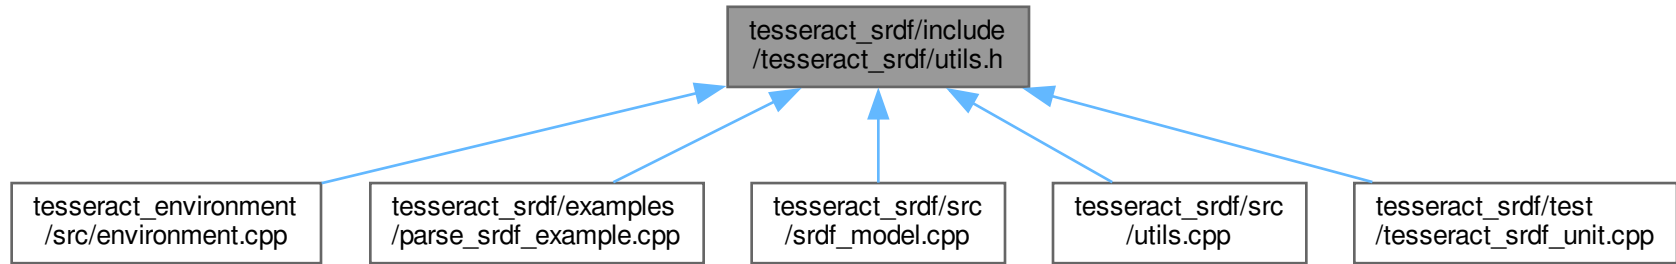 tesseract_srdf/include
/tesseract_srdf/utils.h
tesseract_environment
/src/environment.cpp
tesseract_srdf/examples
/parse_srdf_example.cpp
tesseract_srdf/src
/srdf_model.cpp
tesseract_srdf/src
/utils.cpp
tesseract_srdf/test
/tesseract_srdf_unit.cpp